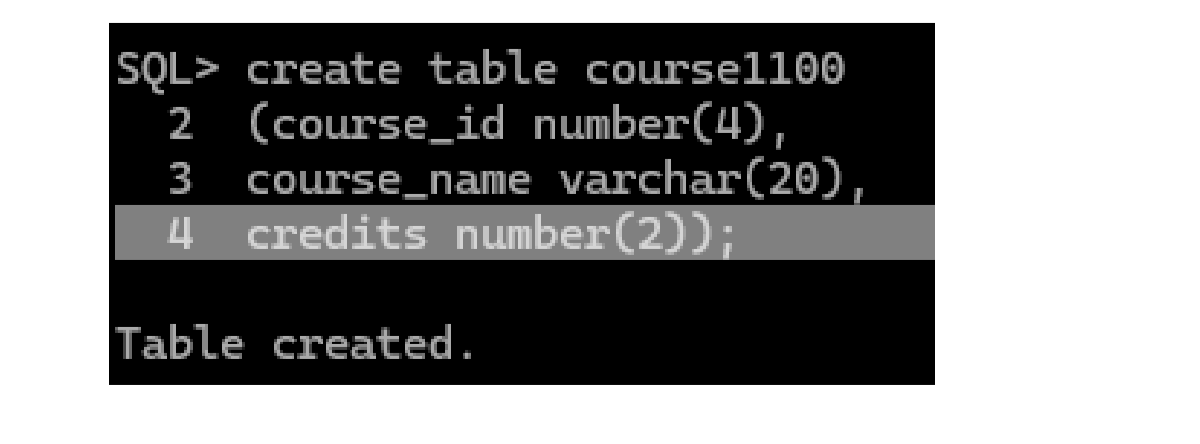 SQL> create table course1100
2 (course_id number(4),
3 course_name varchar(20),
4 credits number(2));
Table created.